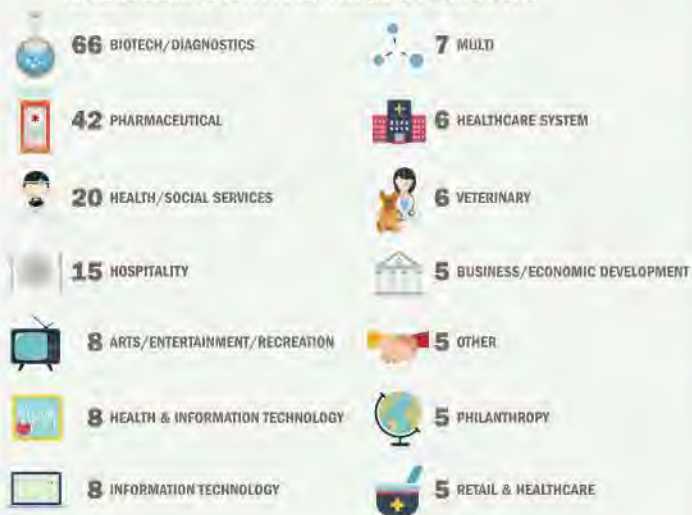 66 BIOTECH/DIAGNOSTICS
42 PHARMACEUTICAL
20 HEALTH/SOCIAL SERVICES
15 HOSPITALITY
8 ARTS/ENTERTAINMENT/RECREATION
8 HEALTH & INFORMATION TECHNOLOGY
8 INFORMATION TECHNOLOGY
7 MULTI
6 HEALTHCARE SYSTEM
6 VETERINARY
5 BUSINESS/ECONOMIC DEVELOPMENT
5 OTHER
5 PHILANTHROPY
5 RETAIL & HEALTHCARE